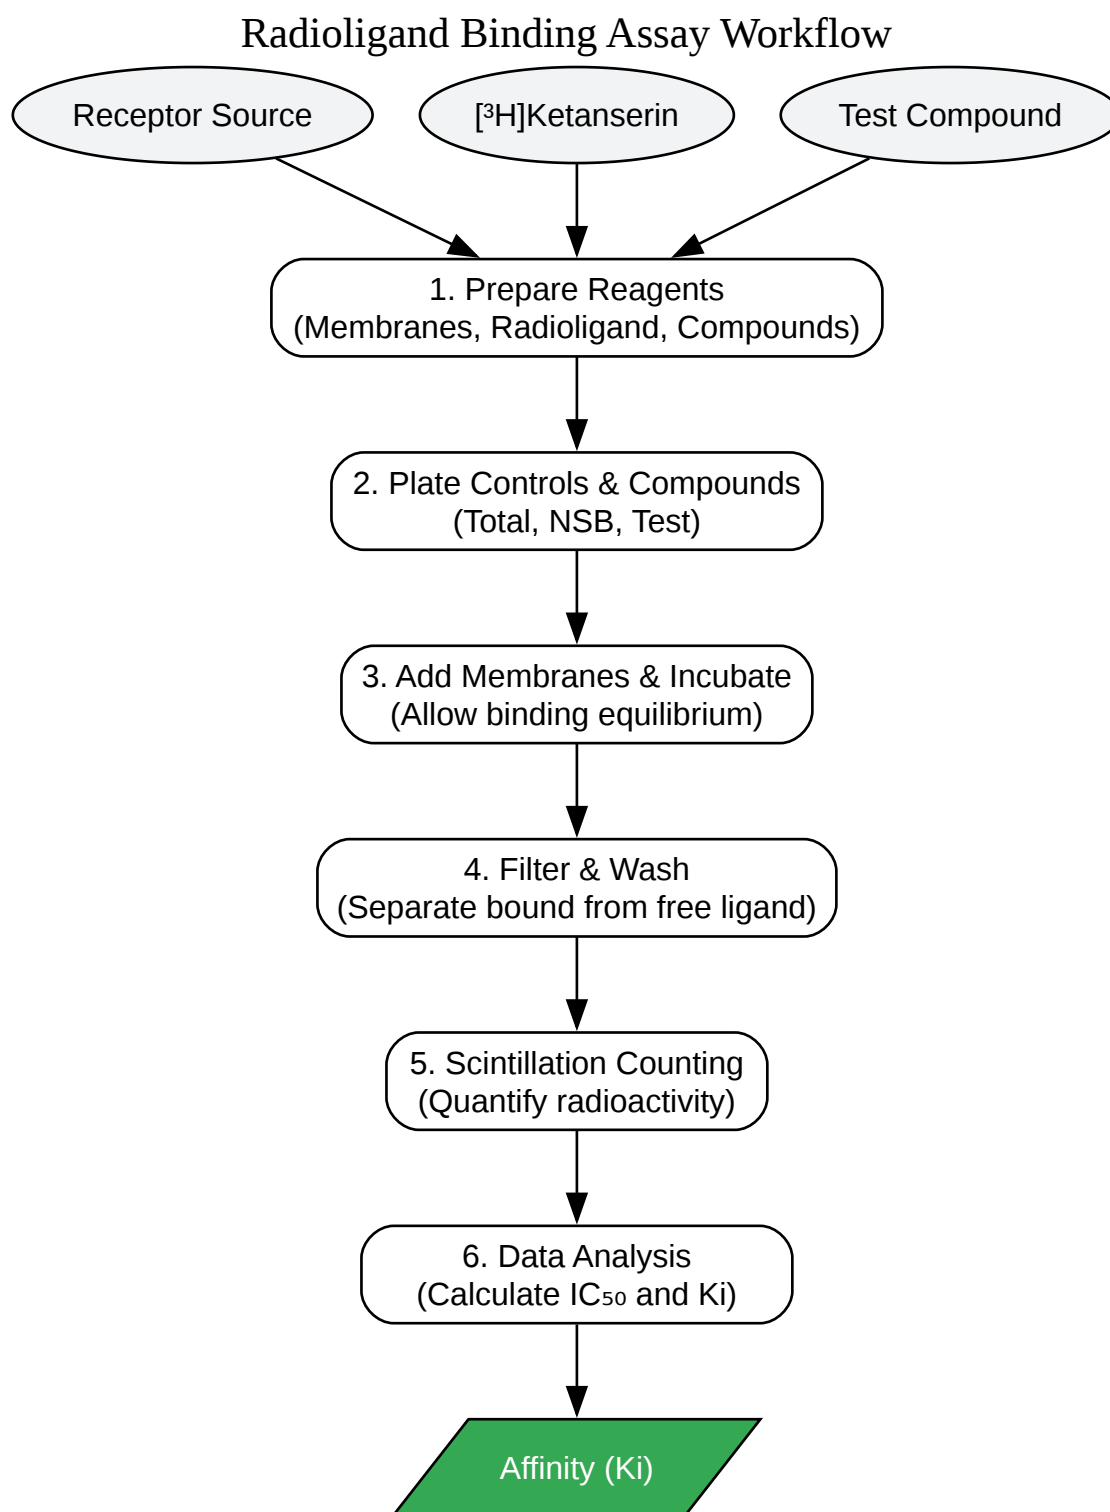 Radioligand Binding Assay Workflow
Receptor Source
[³H]Ketanserin
Test Compound
1. Prepare Reagents
(Membranes, Radioligand, Compounds)
2. Plate Controls & Compounds
(Total, NSB, Test)
3. Add Membranes & Incubate
(Allow binding equilibrium)
4. Filter & Wash
(Separate bound from free ligand)
5. Scintillation Counting
(Quantify radioactivity)
6. Data Analysis
(Calculate IC₅₀ and Ki)
Affinity (Ki)